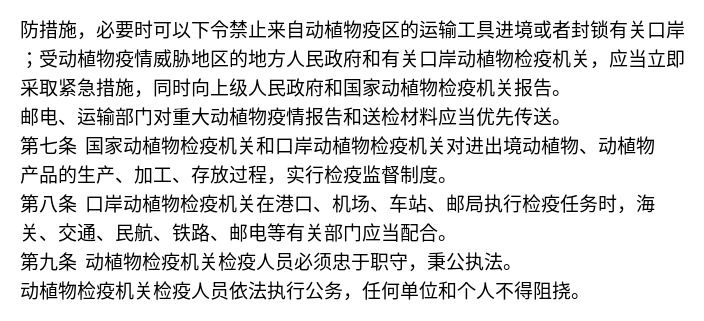 防措施，必要时可以下令禁止来自动植物疫区的运输工具进境或者封锁有关口岸
；受动植物疫情威胁地区的地方人民政府和有关口岸动植物检疫机关，应当立即
采取紧急措施，同时向上级人民政府和国家动植物检疫机关报告。
邮电、运输部门对重大动植物疫情报告和送检材料应当优先传送。
第七条 国家动植物检疫机关和口岸动植物检疫机关对进出境动植物、动植物
产品的生产、加工、存放过程，实行检疫监督制度。
第八条 口岸动植物检疫机关在港口、机场、车站、邮局执行检疫任务时，海
关、交通、民航、铁路、邮电等有关部门应当配合。
第九条 动植物检疫机关检疫人员必须忠于职守，秉公执法。
动植物检疫机关检疫人员依法执行公务，任何单位和个人不得阻挠。